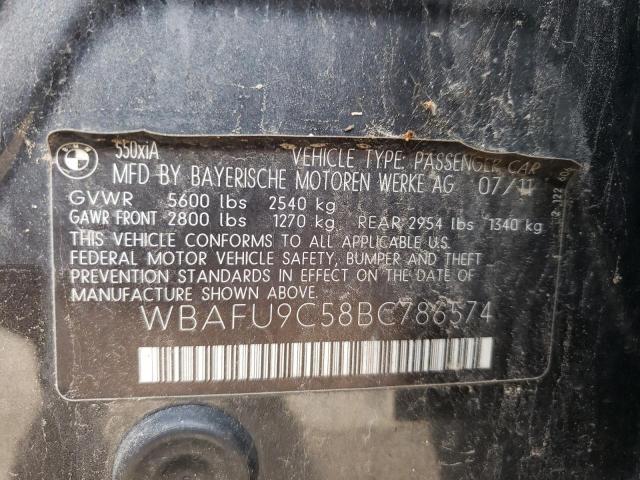 BMW
550xiA VEHICLE TYPE: PASSENGER CAR
MFD BY BAYERISCHE MOTOREN WERKE AG 07/11
GVWR 5600 lbs 2540 kg
GAWR FRONT 2800 lbs 1270 kg REAR 2954 lbs 1340 kg
THIS VEHICLE CONFORMS TO ALL APPLICABLE U.S.
FEDERAL MOTOR VEHICLE SAFETY, BUMPER AND THEFT
PREVENTION STANDARDS IN EFFECT ON THE DATE OF
MANUFACTURE SHOWN ABOVE.
WBAFU9C58BC786574